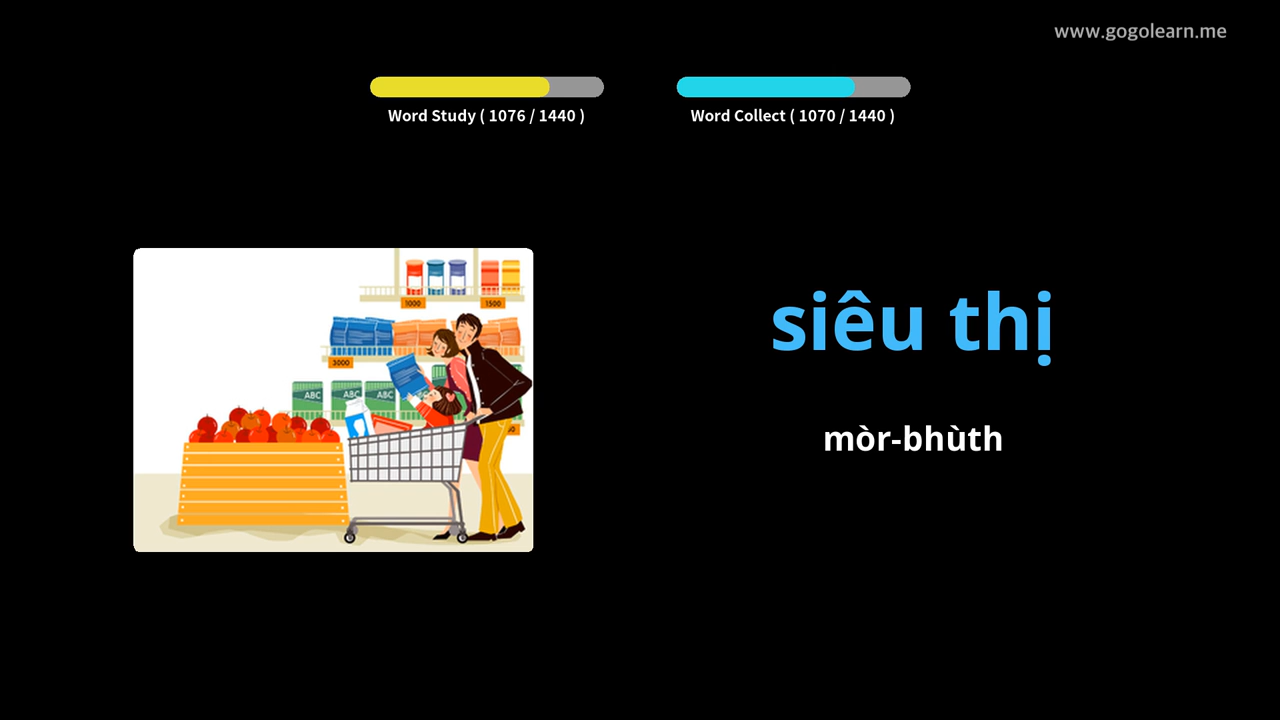 www.gogolearn.me
Word Study ( 1076 / 1440 )
Word Collect ( 1070 / 1440 )
1000
1500
3000
ABC
ABC
ABC
siêu thị
mòr-bhùth